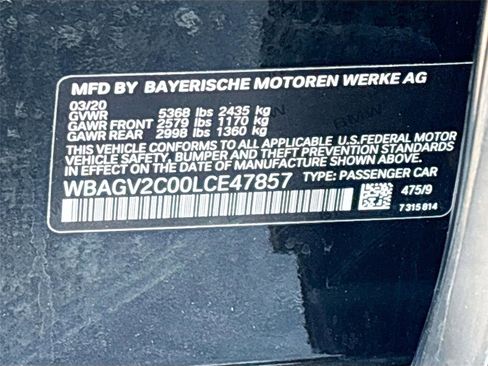 MFD BY BAYERISCHE MOTOREN WERKE AG
03/20
GVWR 5368 lbs 2435 kg
GAWR FRONT 2579 lbs 1170 kg
GAWR REAR 2998 lbs 1360 kg
THIS VEHICLE CONFORMS TO ALL APPLICABLE U.S.FEDERAL MOTOR
VEHICLE SAFETY, BUMPER, AND THEFT PREVENTION STANDARDS
IN EFFECT ON THE DATE OF MANUFACTURE SHOWN ABOVE.
WBAGV2C00LCE47857 TYPE: PASSENGER CAR
475/9
7 315 814